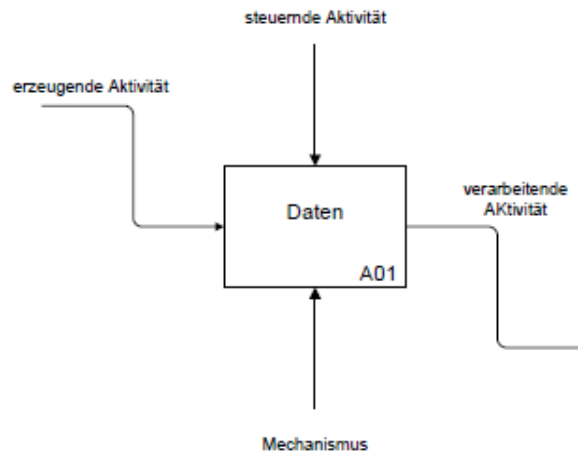 steuernde Aktivität
erzeugende Aktivität
verarbeitende
AKtivität
Daten
A01
Mechanismus